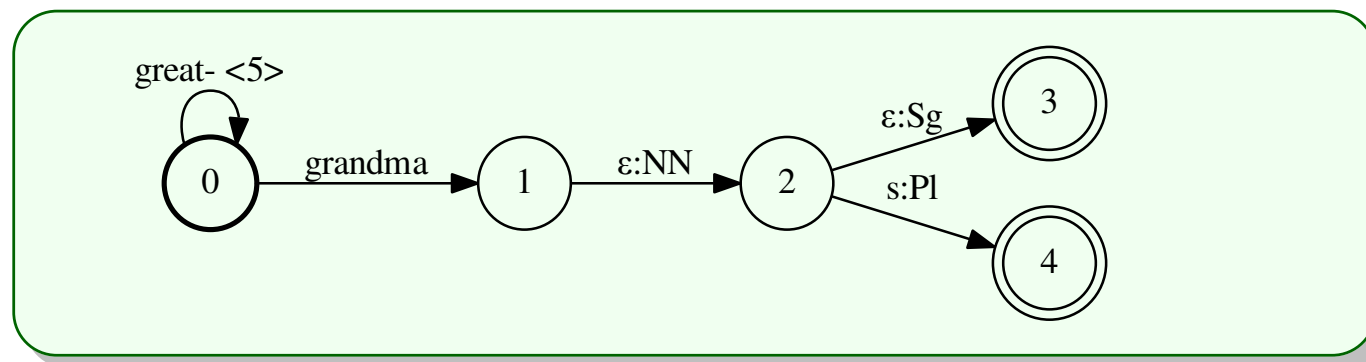 great- <5>
0
grandma
1
ε:NN
2
ε:Sg
3
s:Pl
4